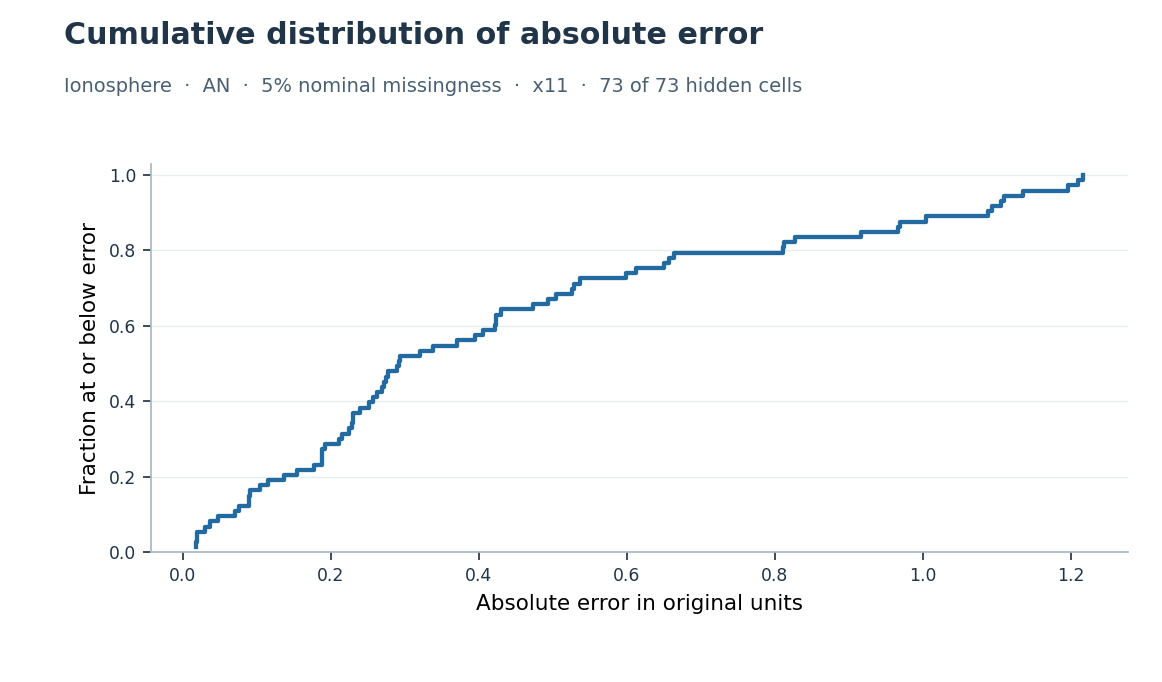 Cumulative distribution of absolute error
Ionosphere · AN · 5% nominal missingness · x11 · 73 of 73 hidden cells
Fraction at or below error
1.0
0.8
0.6
0.4
0.2
0.0
0.0 0.2 0.4 0.6 0.8 1.0 1.2
Absolute error in original units